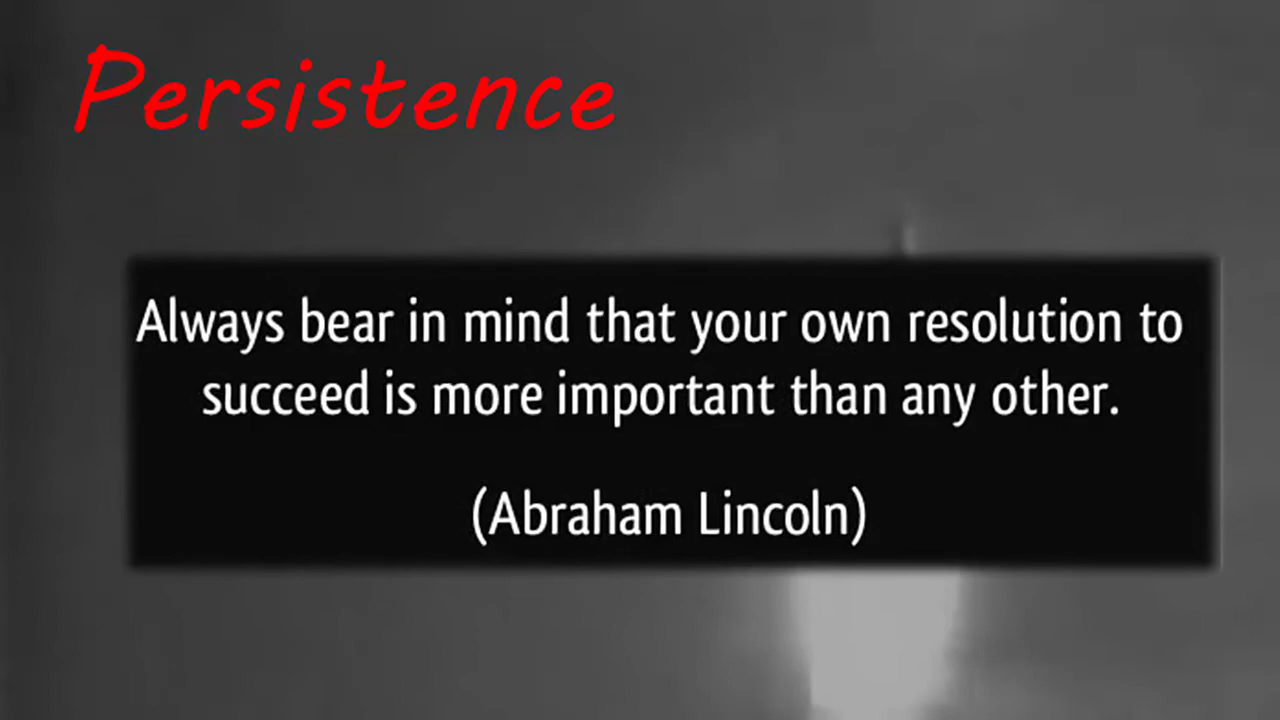 Persistence
Always bear in mind that your own resolution to
succeed is more important than any other.
(Abraham Lincoln)